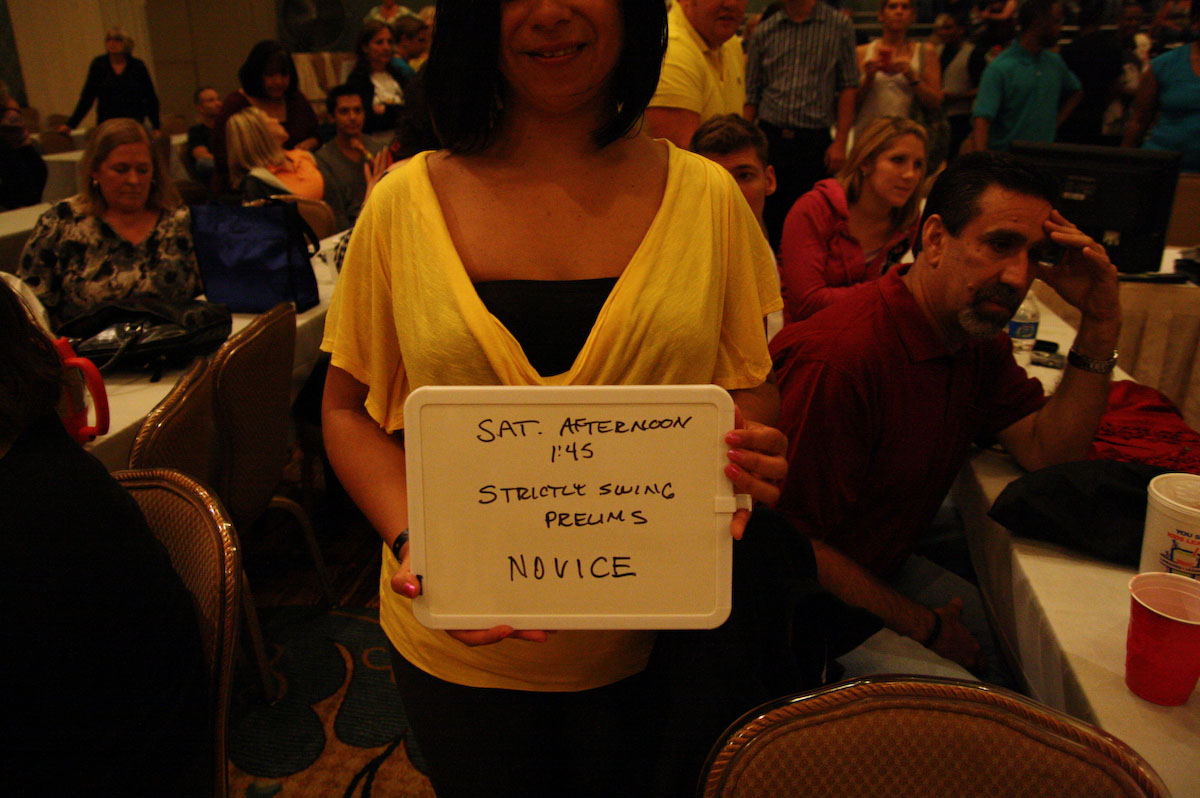 SAT. AFTERNOON
1:45
STRICTLY SWING
PRELIMS
NOVICE